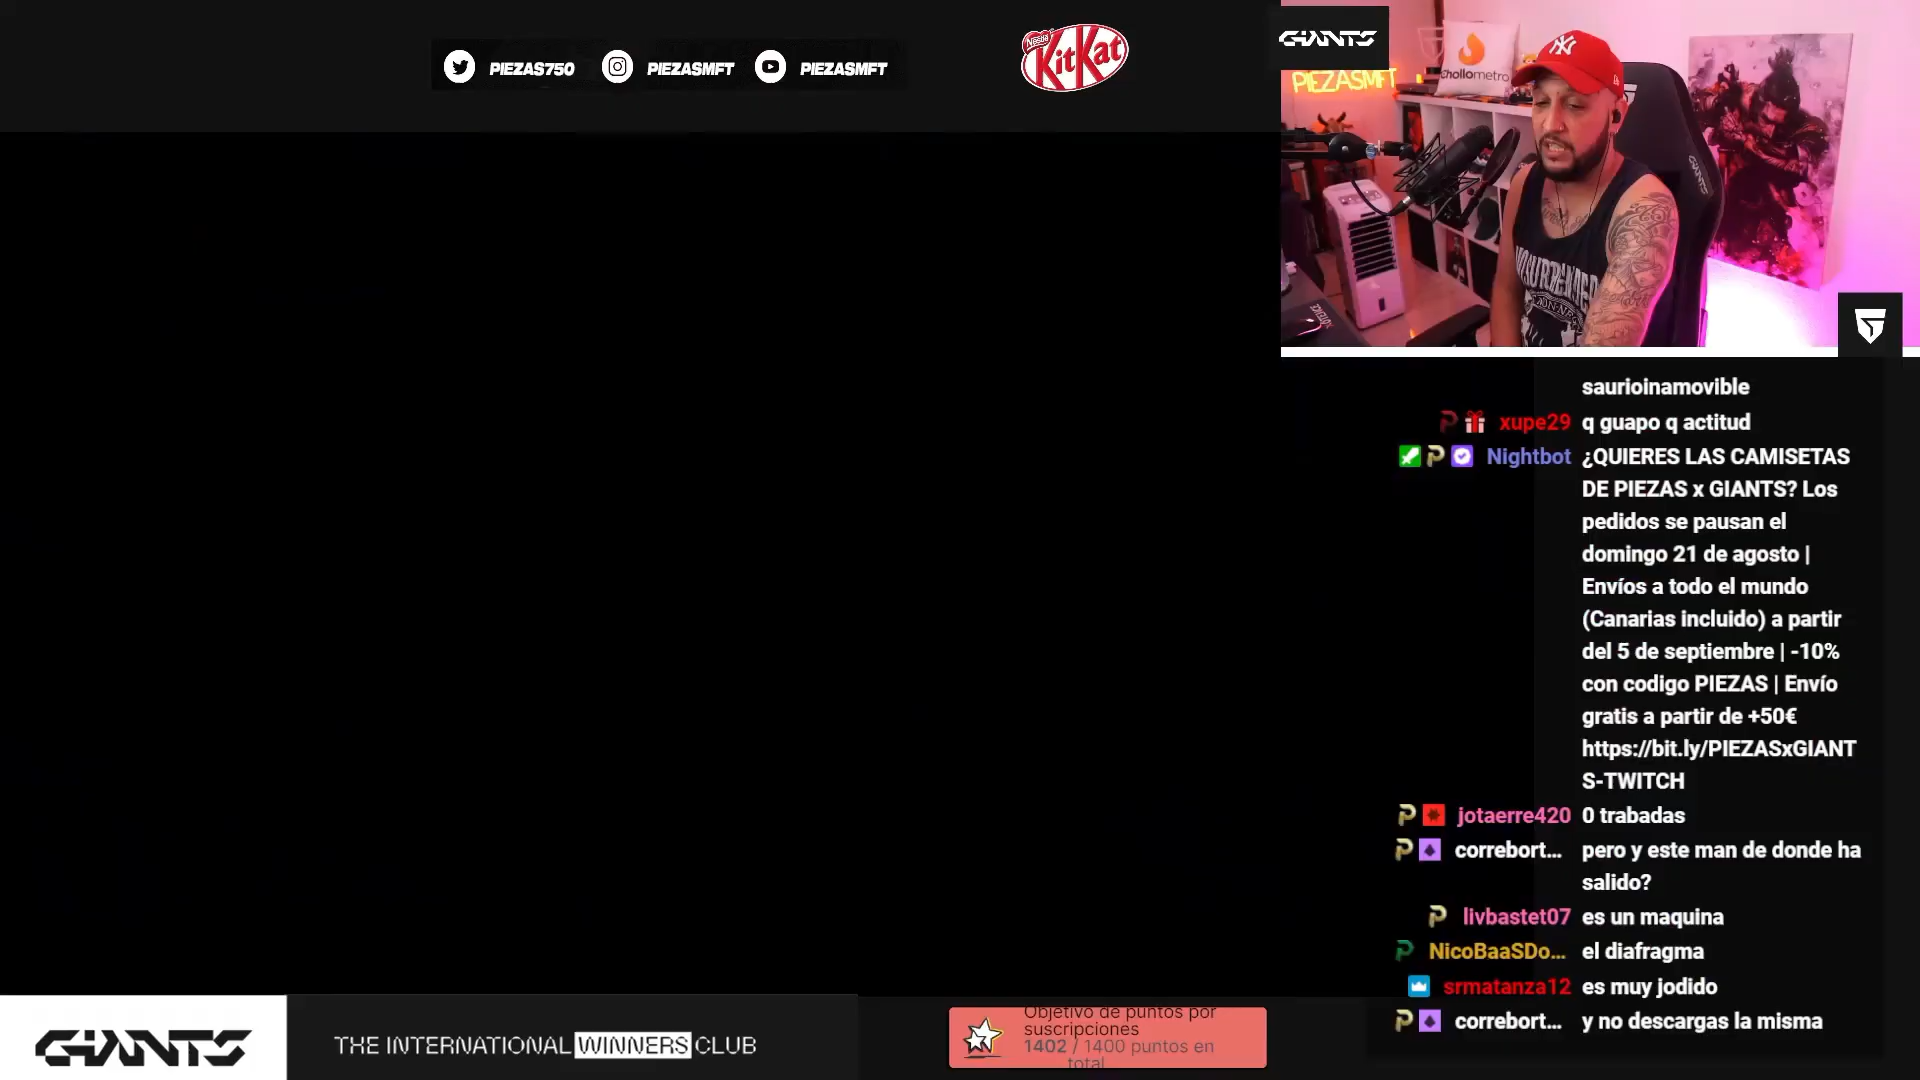 PIEZAS750
PIEZASMFT
PIEZASMFT
Nestlé
KitKat
GIANTS
PIEZASMFT
chollometro
NY
GIANTS
saurioinamovible
xupe29 q guapo q actitud
Nightbot ¿QUIERES LAS CAMISETAS
DE PIEZAS x GIANTS? Los
pedidos se pausan el
domingo 21 de agosto |
Envíos a todo el mundo
(Canarias incluido) a partir
del 5 de septiembre | -10%
con codigo PIEZAS | Envío
gratis a partir de +50€
https://bit.ly/PIEZASxGIANT
S-TWITCH
jotaerre420 0 trabadas
correbort... pero y este man de donde ha
salido?
livbastet07 es un maquina
NicoBaaSDo... el diafragma
srmatanza12 es muy jodido
correbort... y no descargas la misma
GIANTS
THE INTERNATIONAL WINNERS CLUB
Objetivo de puntos por
suscripciones
1402 / 1400 puntos en
total